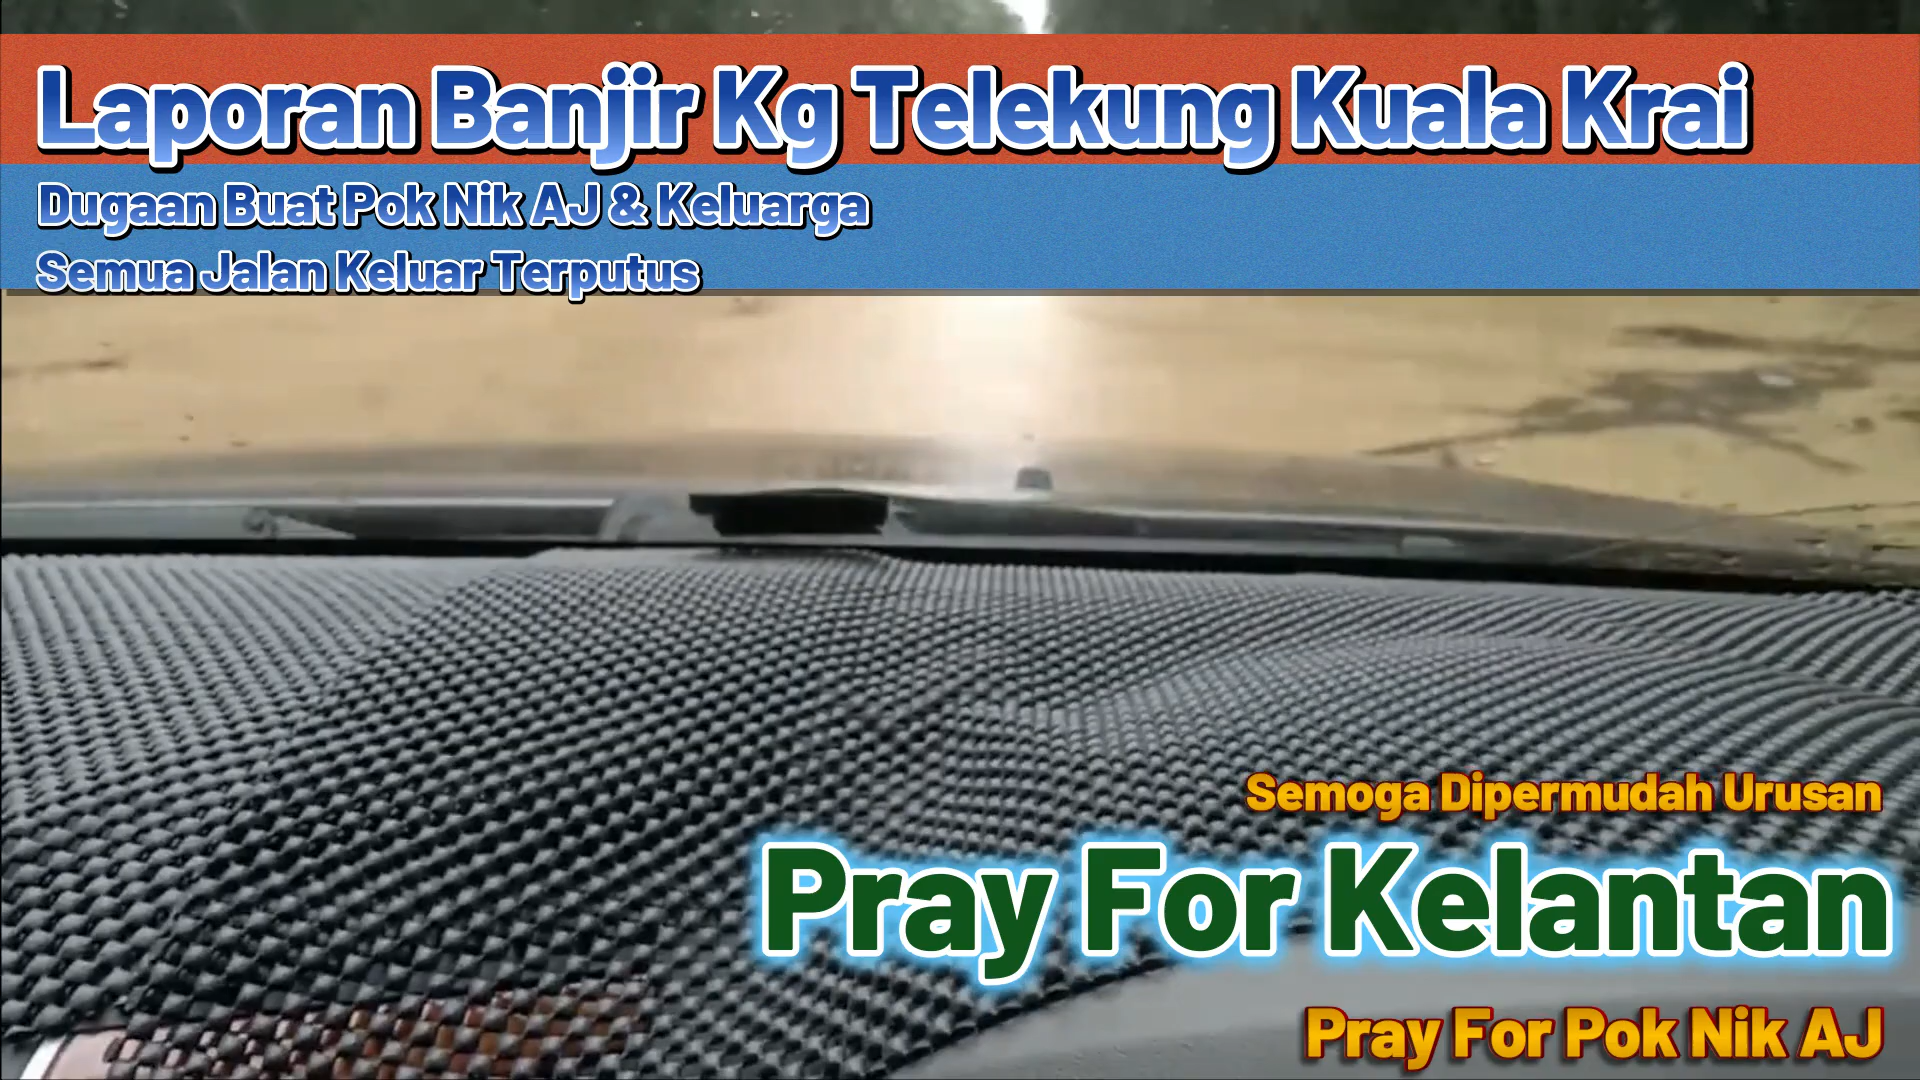 Laporan Banjir Kg Telekung Kuala Krai
Dugaan Buat Pok Nik AJ & Keluarga
Semua Jalan Keluar Terputus
Semoga Dipermudah Urusan
Pray For Kelantan
Pray For Pok Nik AJ